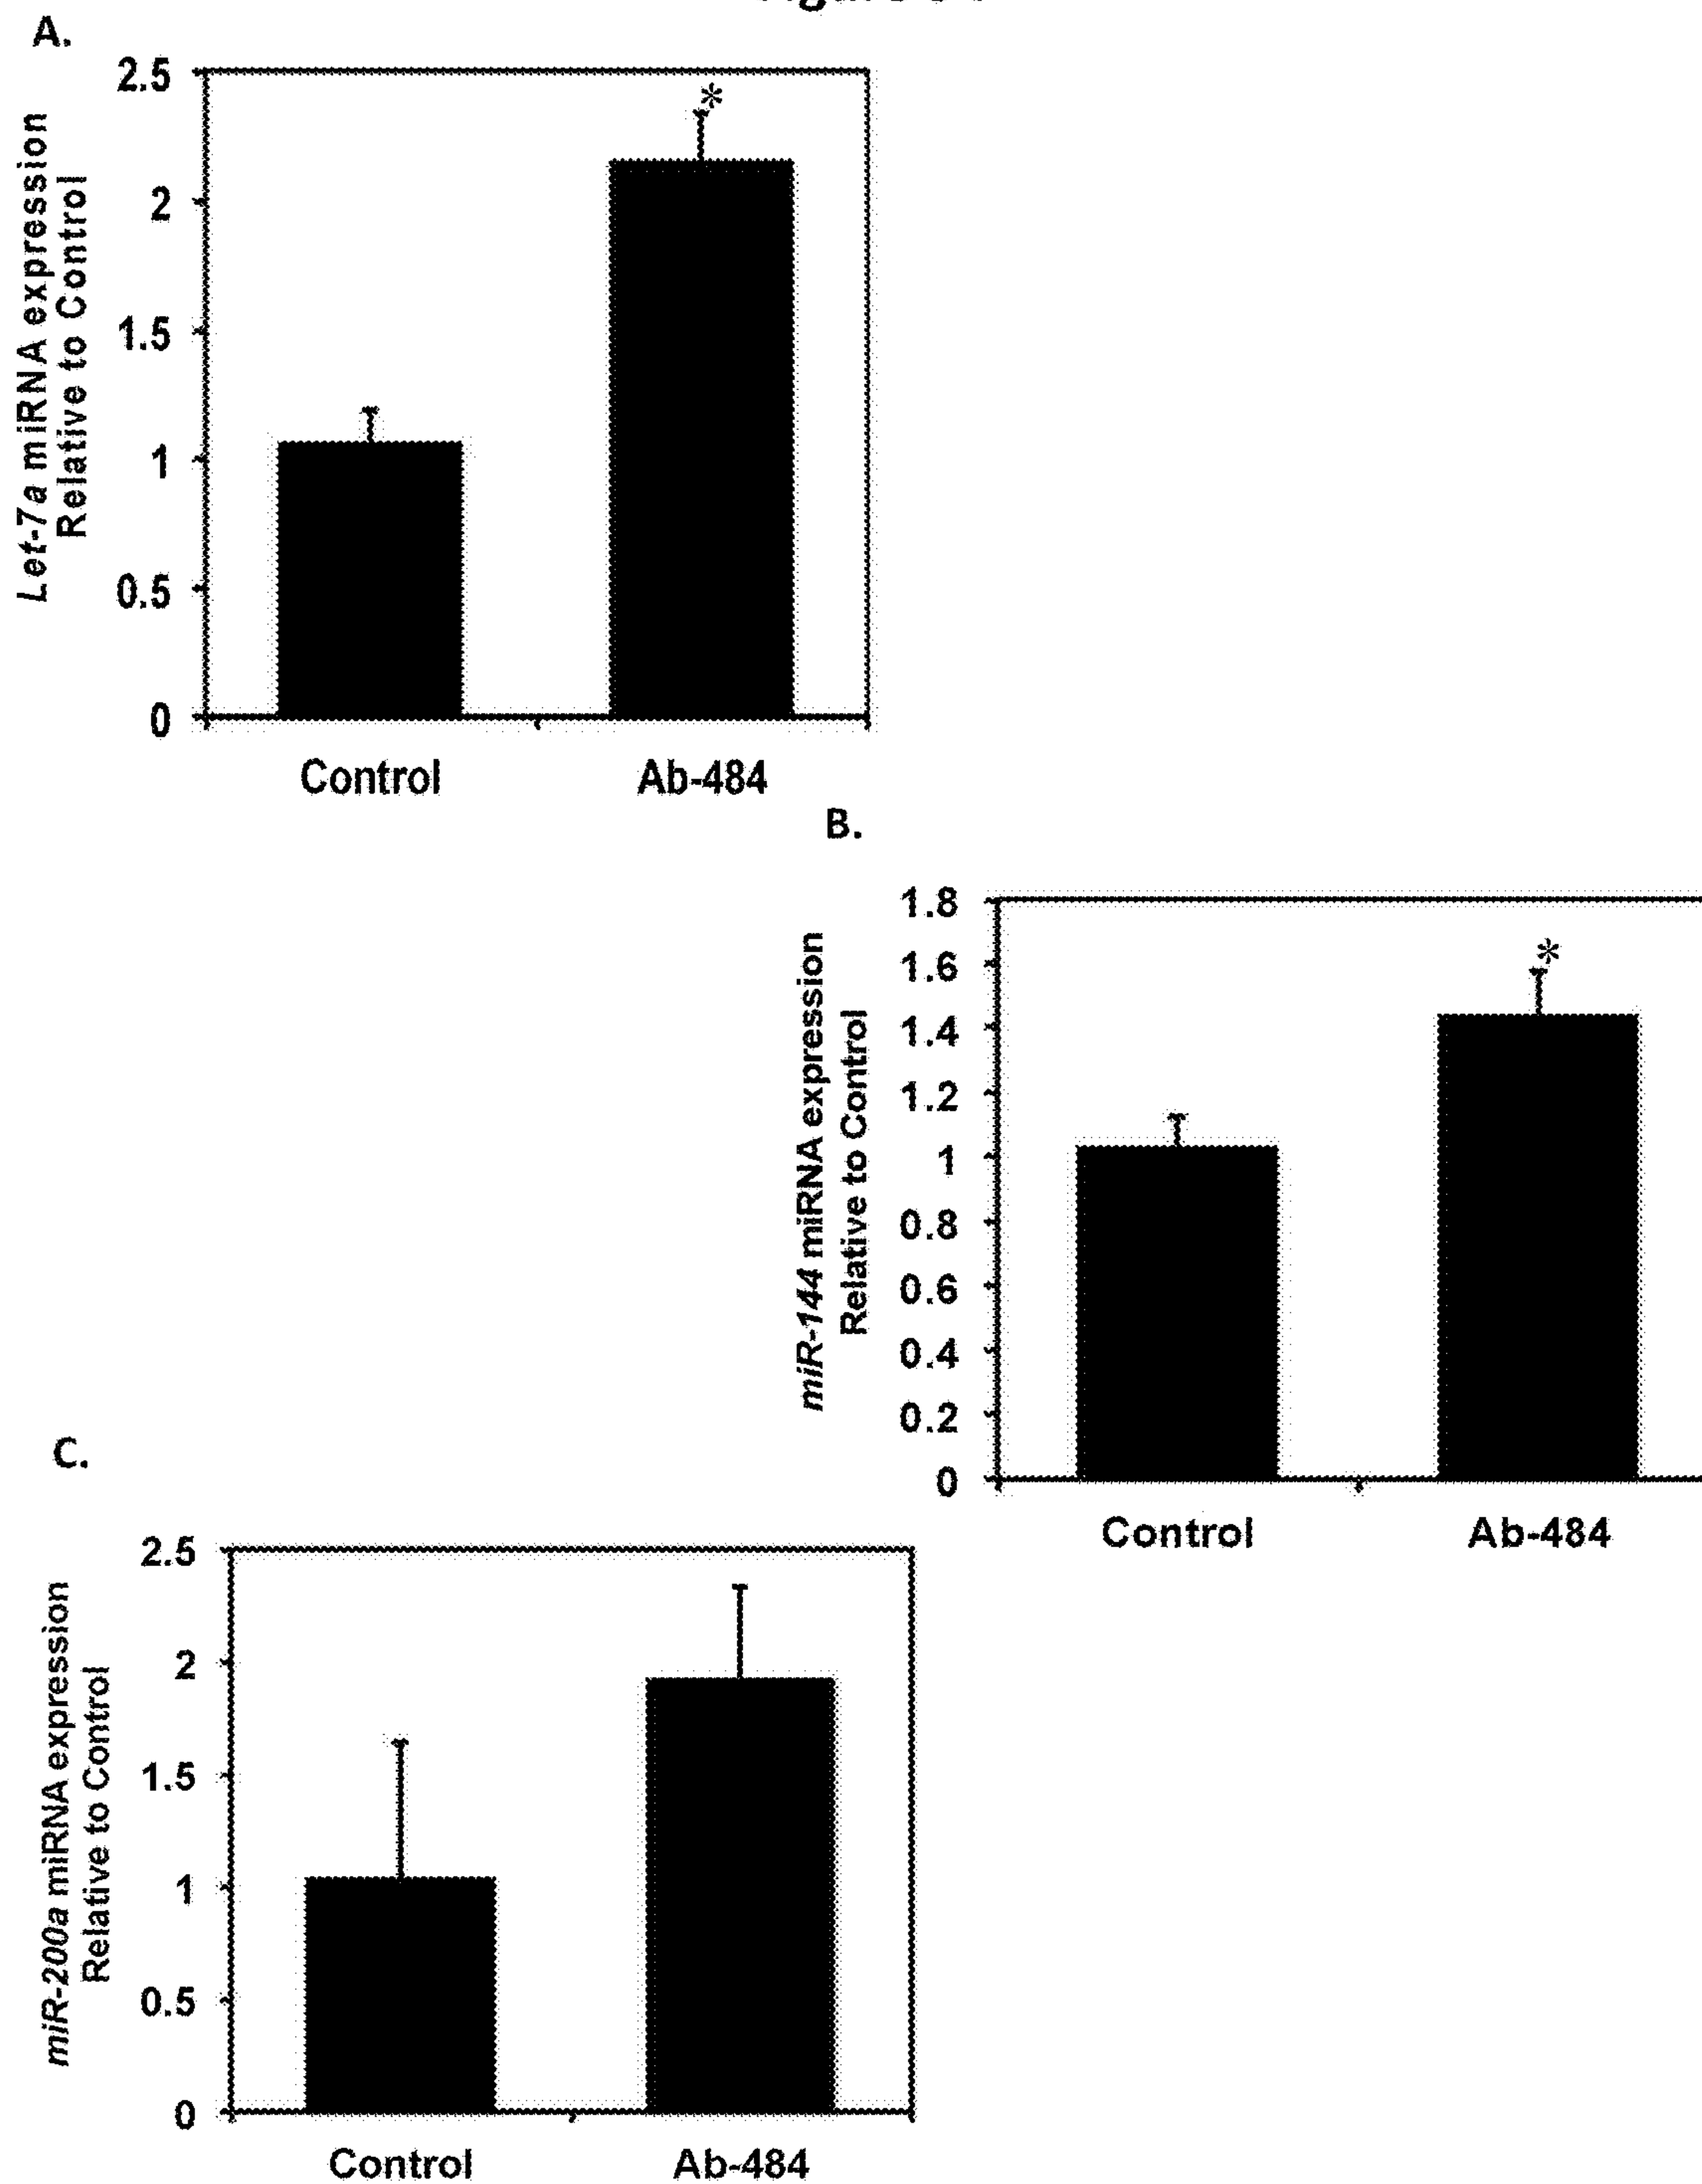 A.
Let-7a miRNA expression
Relative to Control
2.5
2
1.5
1
0.5
0
*
Control Ab-484
B.
miR-144 miRNA expression
Relative to Control
1.8
1.6
1.4
1.2
1
0.8
0.6
0.4
0.2
0
*
Control Ab-484
C.
miR-200a miRNA expression
Relative to Control
2.5
2
1.5
1
0.5
0
Control Ab-484